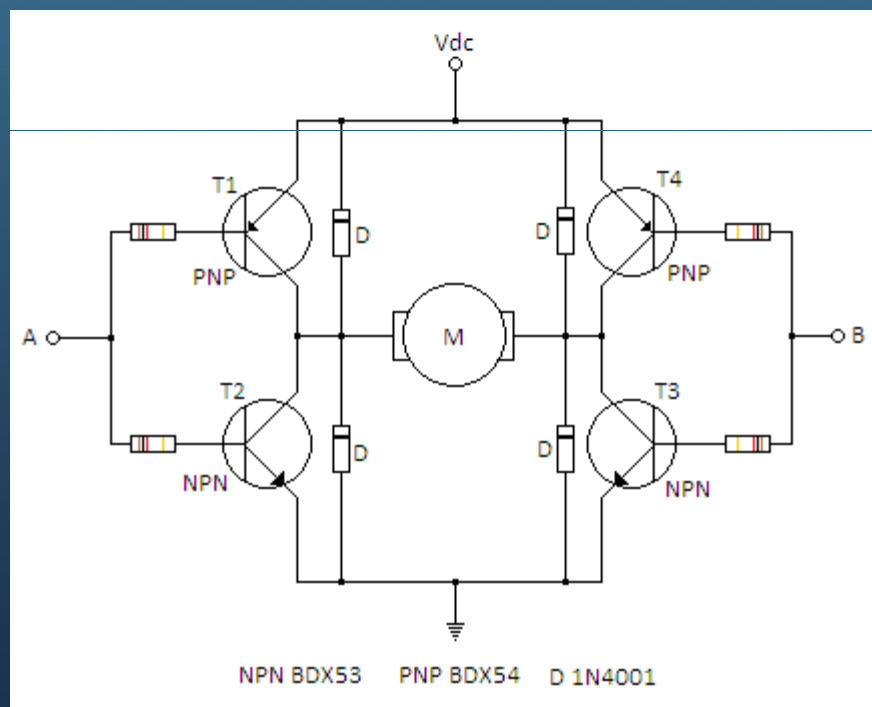 Vdc
T1
T4
D
D
PNP
PNP
A
M
B
T2
T3
D
D
NPN
NPN
NPN BDX53 PNP BDX54 D 1N4001